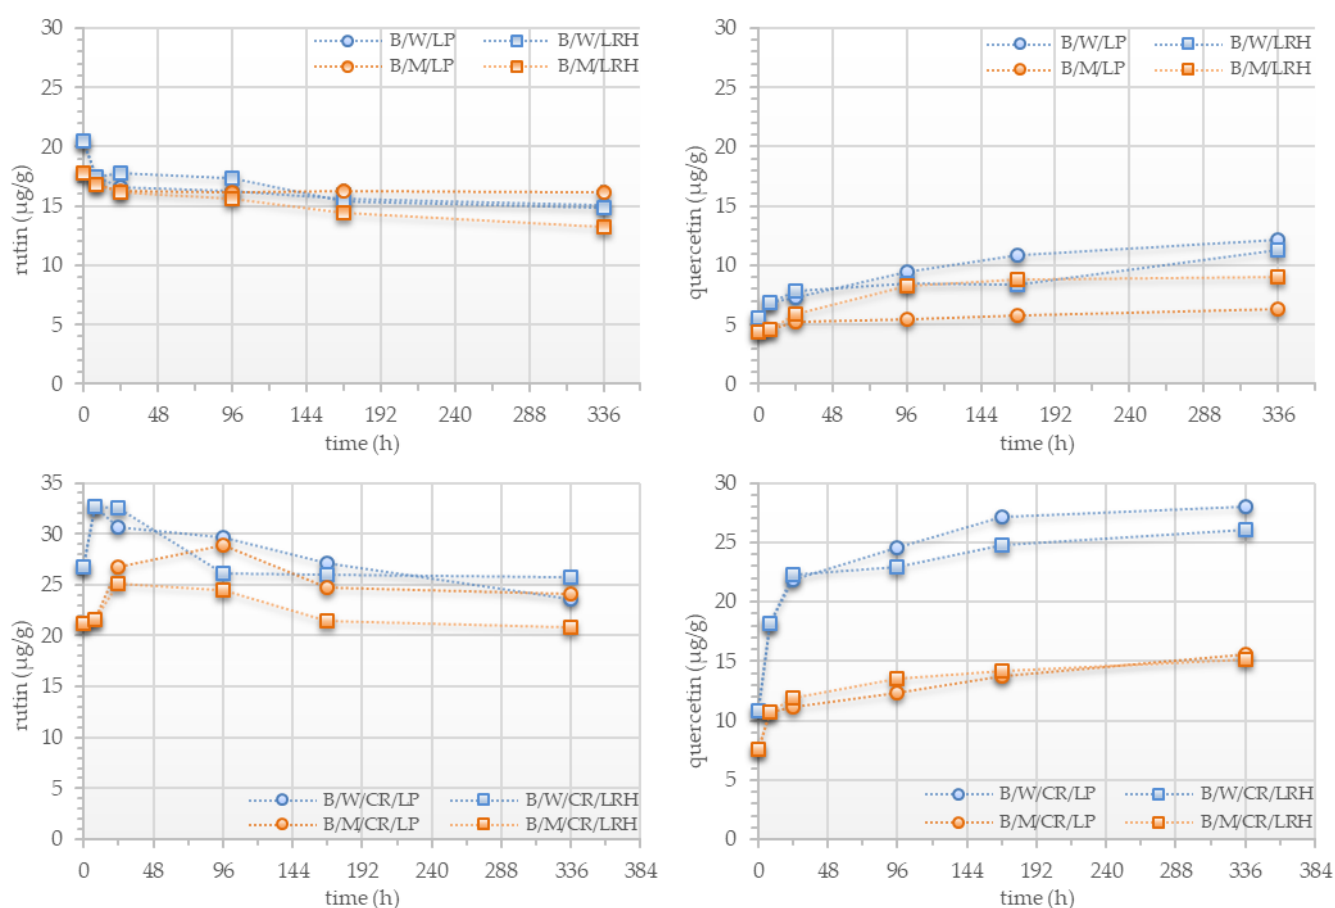 30
25
20
15
10
5
0
rutin (µg/g)
B/W/LP B/W/LRH
B/M/LP B/M/LRH
0 48 96 144 192 240 288 336
time (h)
30
25
20
15
10
5
0
quercetin (µg/g)
B/W/LP B/W/LRH
B/M/LP B/M/LRH
0 48 96 144 192 240 288 336
time (h)
35
30
25
20
15
10
5
0
rutin (µg/g)
B/W/CR/LP B/W/CR/LRH
B/M/CR/LP B/M/CR/LRH
0 48 96 144 192 240 288 336 384
time (h)
30
25
20
15
10
5
0
quercetin (µg/g)
B/W/CR/LP B/W/CR/LRH
B/M/CR/LP B/M/CR/LRH
0 48 96 144 192 240 288 336 384
time (h)